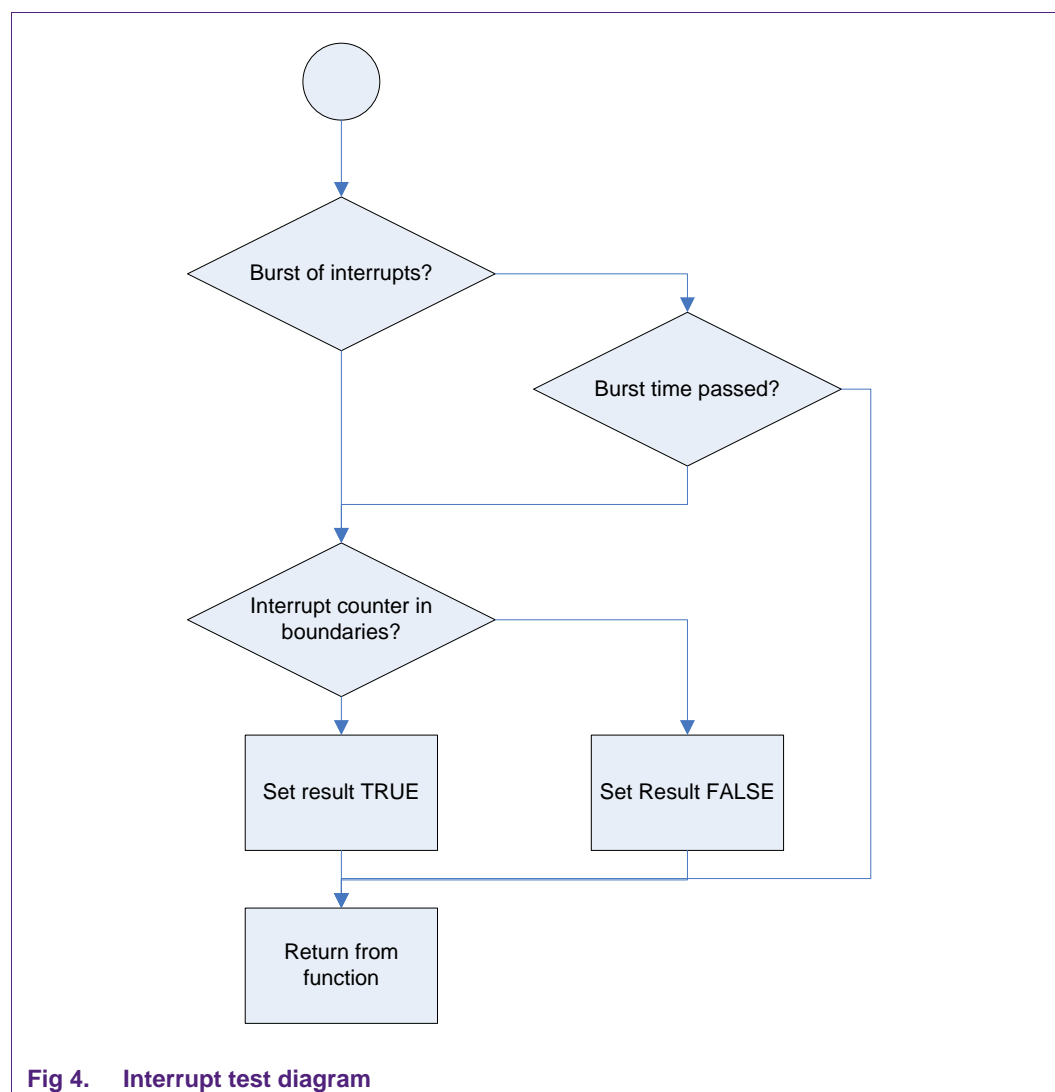 Burst of interrupts?
Burst time passed?
Interrupt counter in
boundaries?
Set result TRUE
Set Result FALSE
Return from
function
Fig 4. Interrupt test diagram